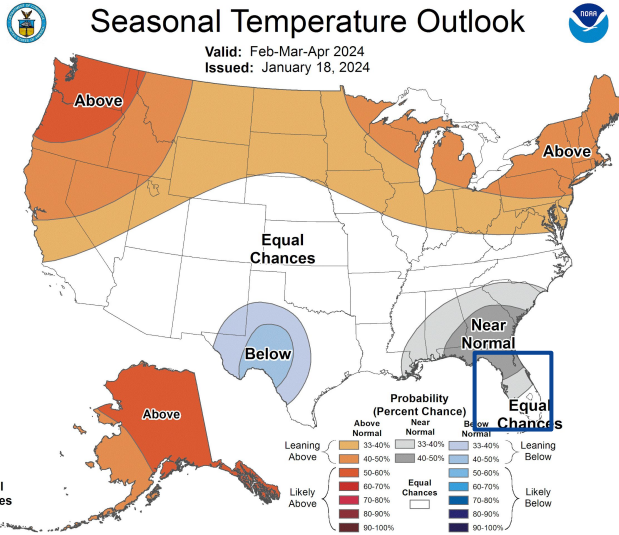 Seasonal Temperature Outlook
NOAA
Valid: Feb-Mar-Apr 2024
Issued: January 18, 2024
Above
Above
Equal
Chances
Near
Normal
Below
Above
Equal
Chances
l
es
Probability
(Percent Chance)
Above
Normal
Near
Normal
Below
Normal
Leaning
Above
33-40%
40-50%
50-60%
60-70%
70-80%
80-90%
90-100%
Likely
Above
33-40%
40-50%
Equal
Chances
33-40%
40-50%
50-60%
60-70%
70-80%
80-90%
90-100%
Leaning
Below
Likely
Below